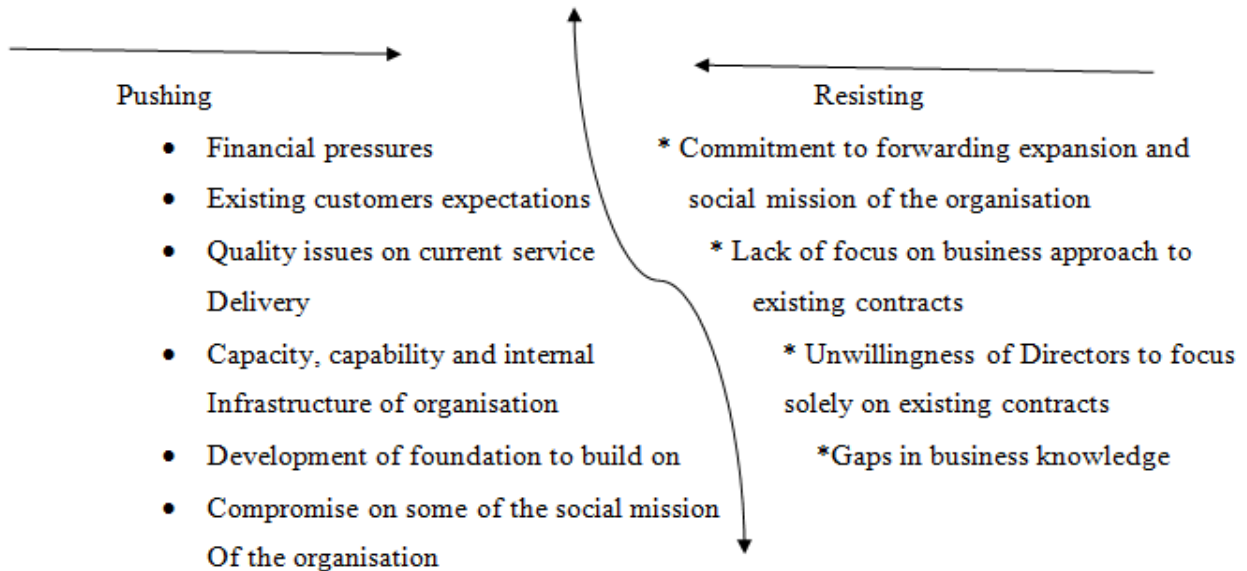 Pushing
• Financial pressures
• Existing customers expectations
• Quality issues on current service
Delivery
• Capacity, capability and internal
Infrastructure of organisation
• Development of foundation to build on
• Compromise on some of the social mission
Of the organisation
Resisting
* Commitment to forwarding expansion and
social mission of the organisation
* Lack of focus on business approach to
existing contracts
* Unwillingness of Directors to focus
solely on existing contracts
*Gaps in business knowledge